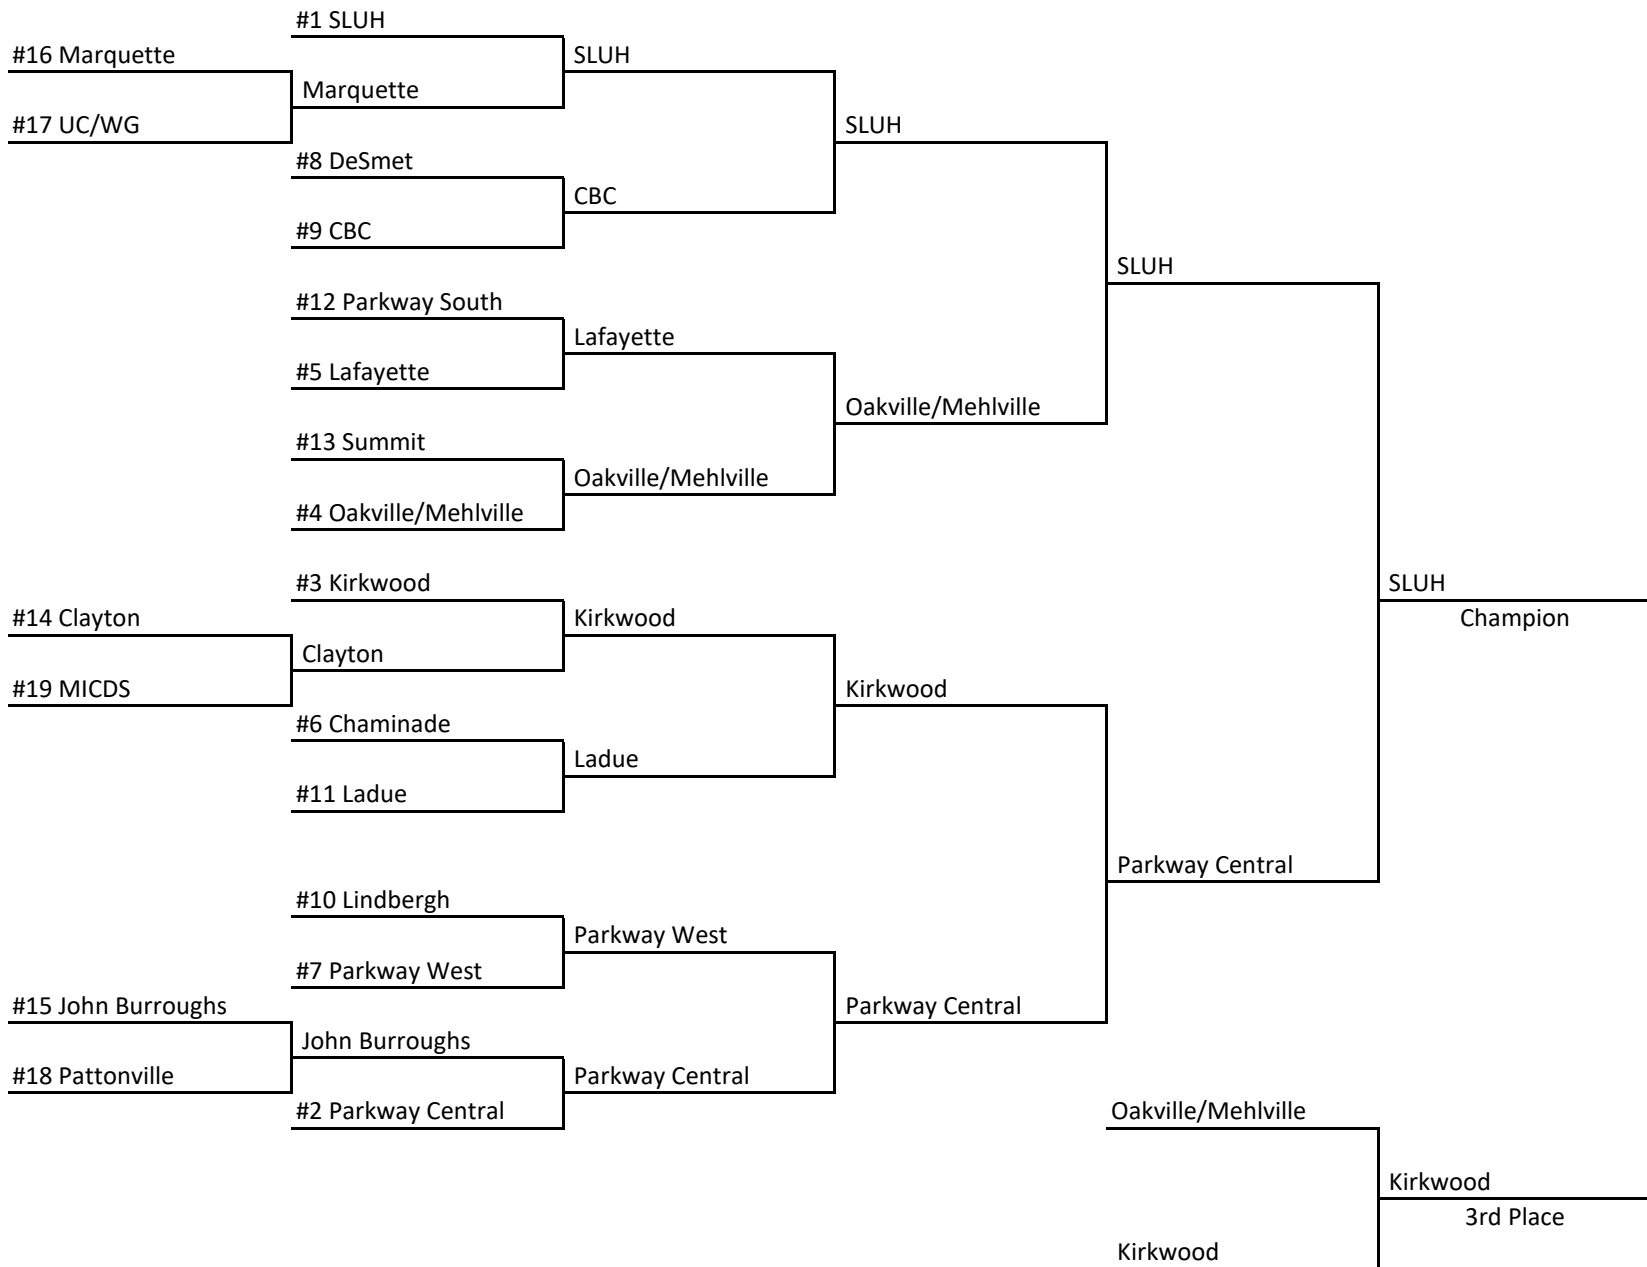 #1 SLUH
#16 Marquette
SLUH
Marquette
#17 UC/WG
SLUH
#8 DeSmet
CBC
#9 CBC
SLUH
#12 Parkway South
Lafayette
#5 Lafayette
Oakville/Mehlville
#13 Summit
Oakville/Mehlville
#4 Oakville/Mehlville
#3 Kirkwood
SLUH
#14 Clayton
Kirkwood
Champion
Clayton
#19 MICDS
Kirkwood
#6 Chaminade
Ladue
#11 Ladue
Parkway Central
#10 Lindbergh
Parkway West
#7 Parkway West
#15 John Burroughs
Parkway Central
John Burroughs
#18 Pattonville
Parkway Central
#2 Parkway Central
Oakville/Mehlville
Kirkwood
3rd Place
Kirkwood